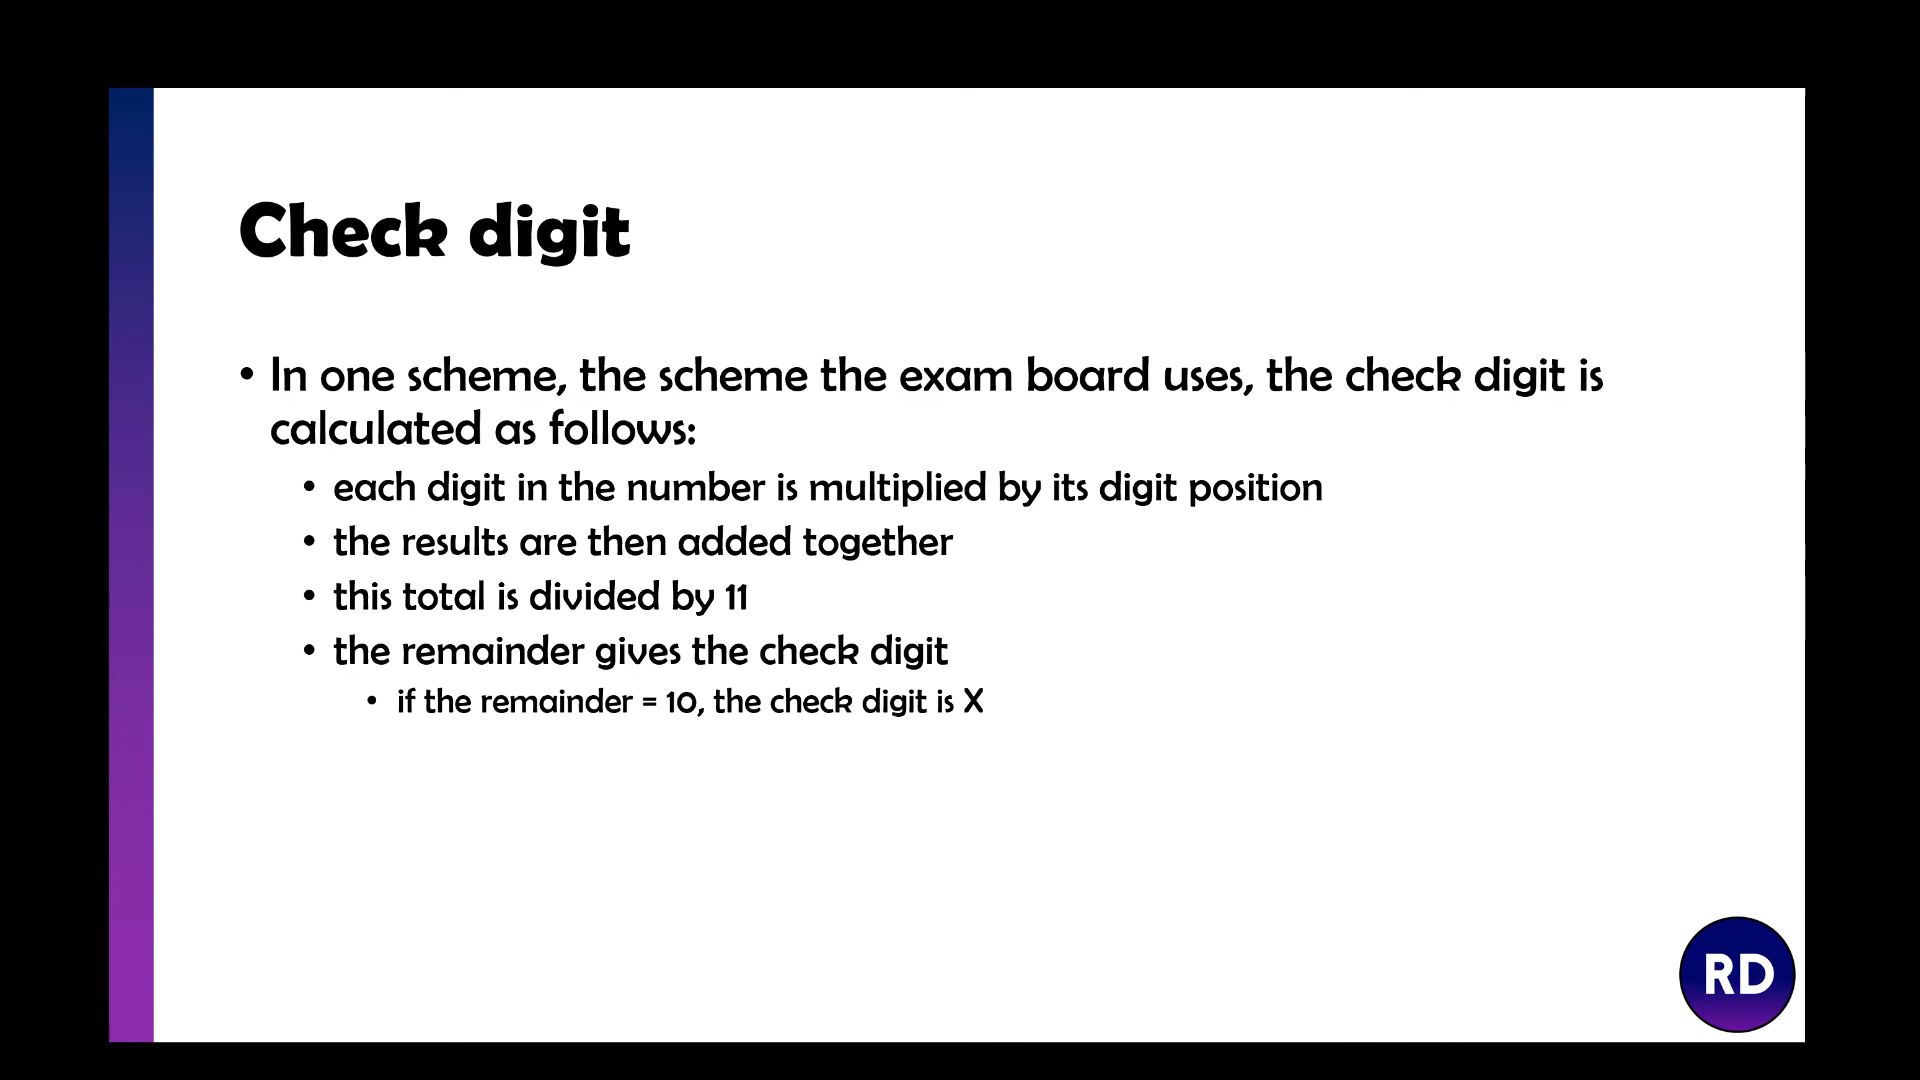 Check digit
• In one scheme, the scheme the exam board uses, the check digit is
calculated as follows:
• each digit in the number is multiplied by its digit position
• the results are then added together
• this total is divided by 11
• the remainder gives the check digit
• if the remainder = 10, the check digit is X
RD